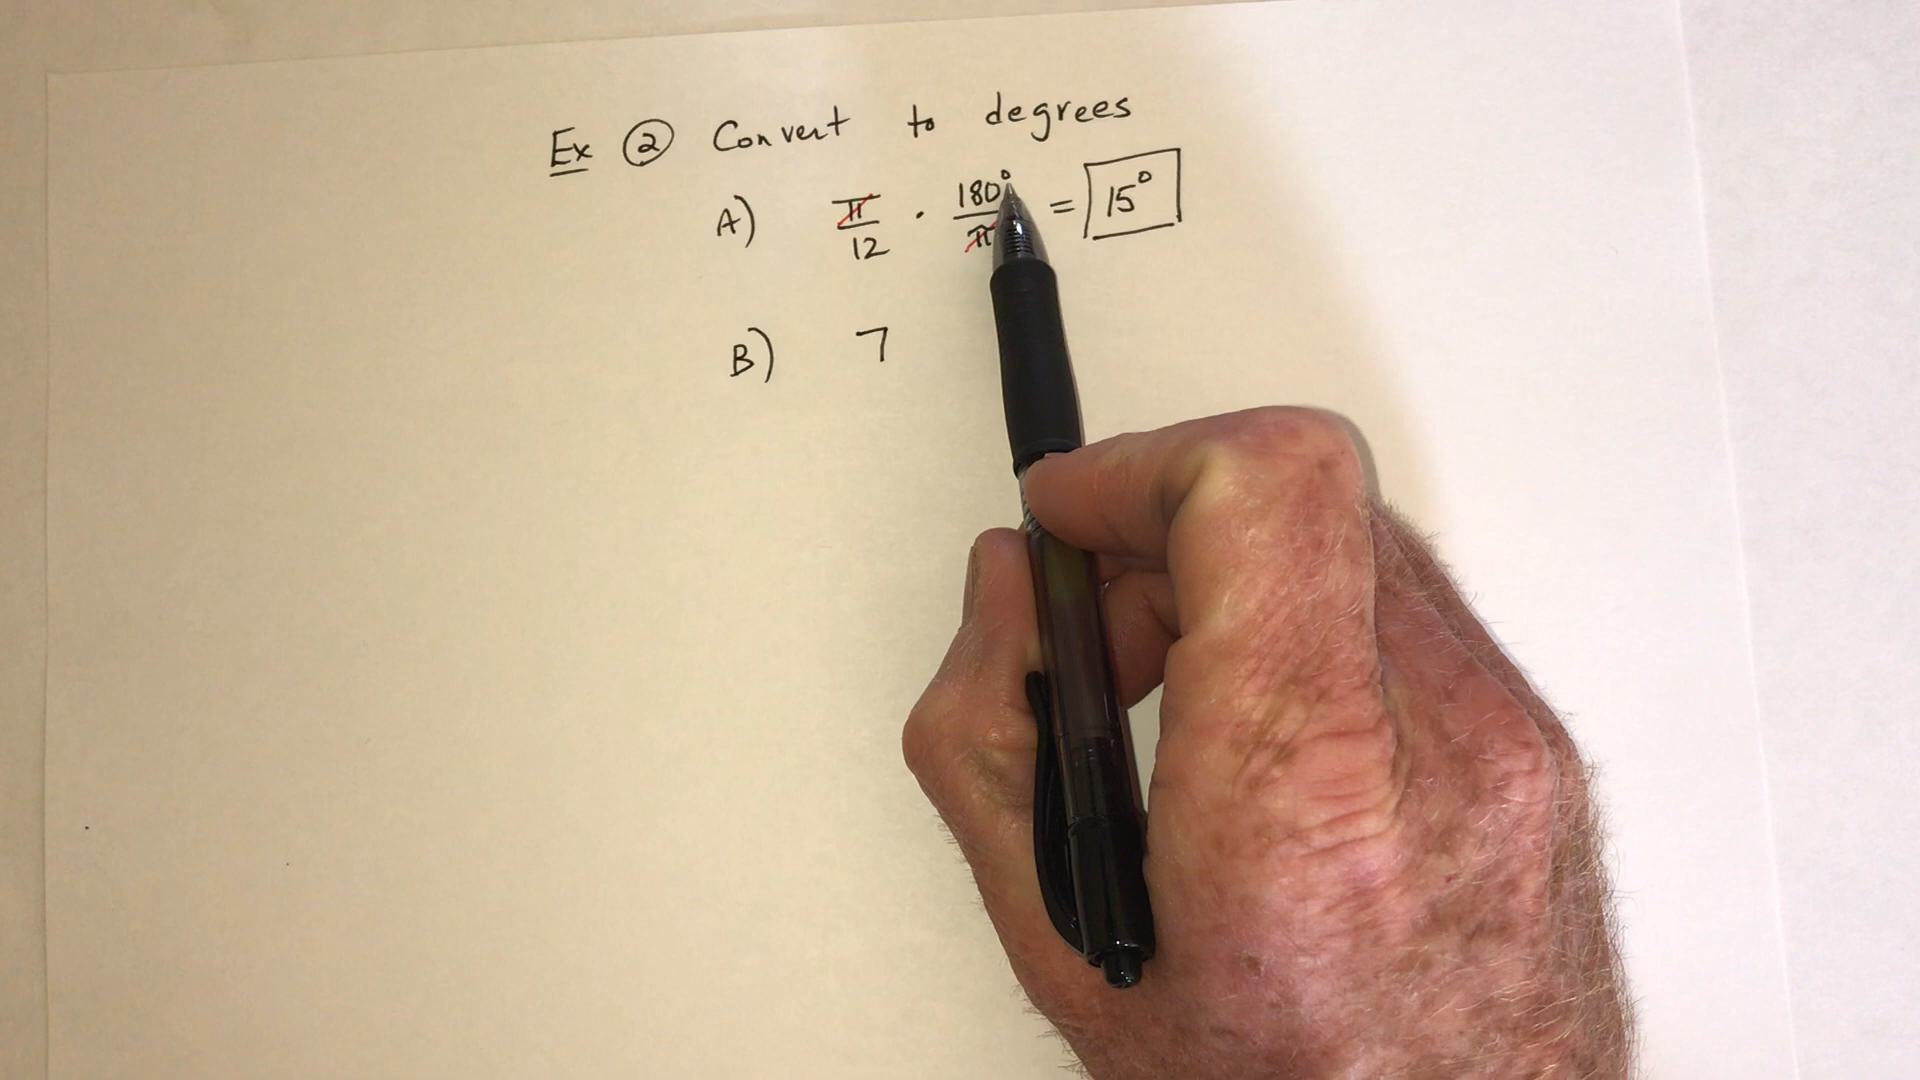 Ex ② Convert to degrees
A) π/12 · 180°/π = 15°
B) 7